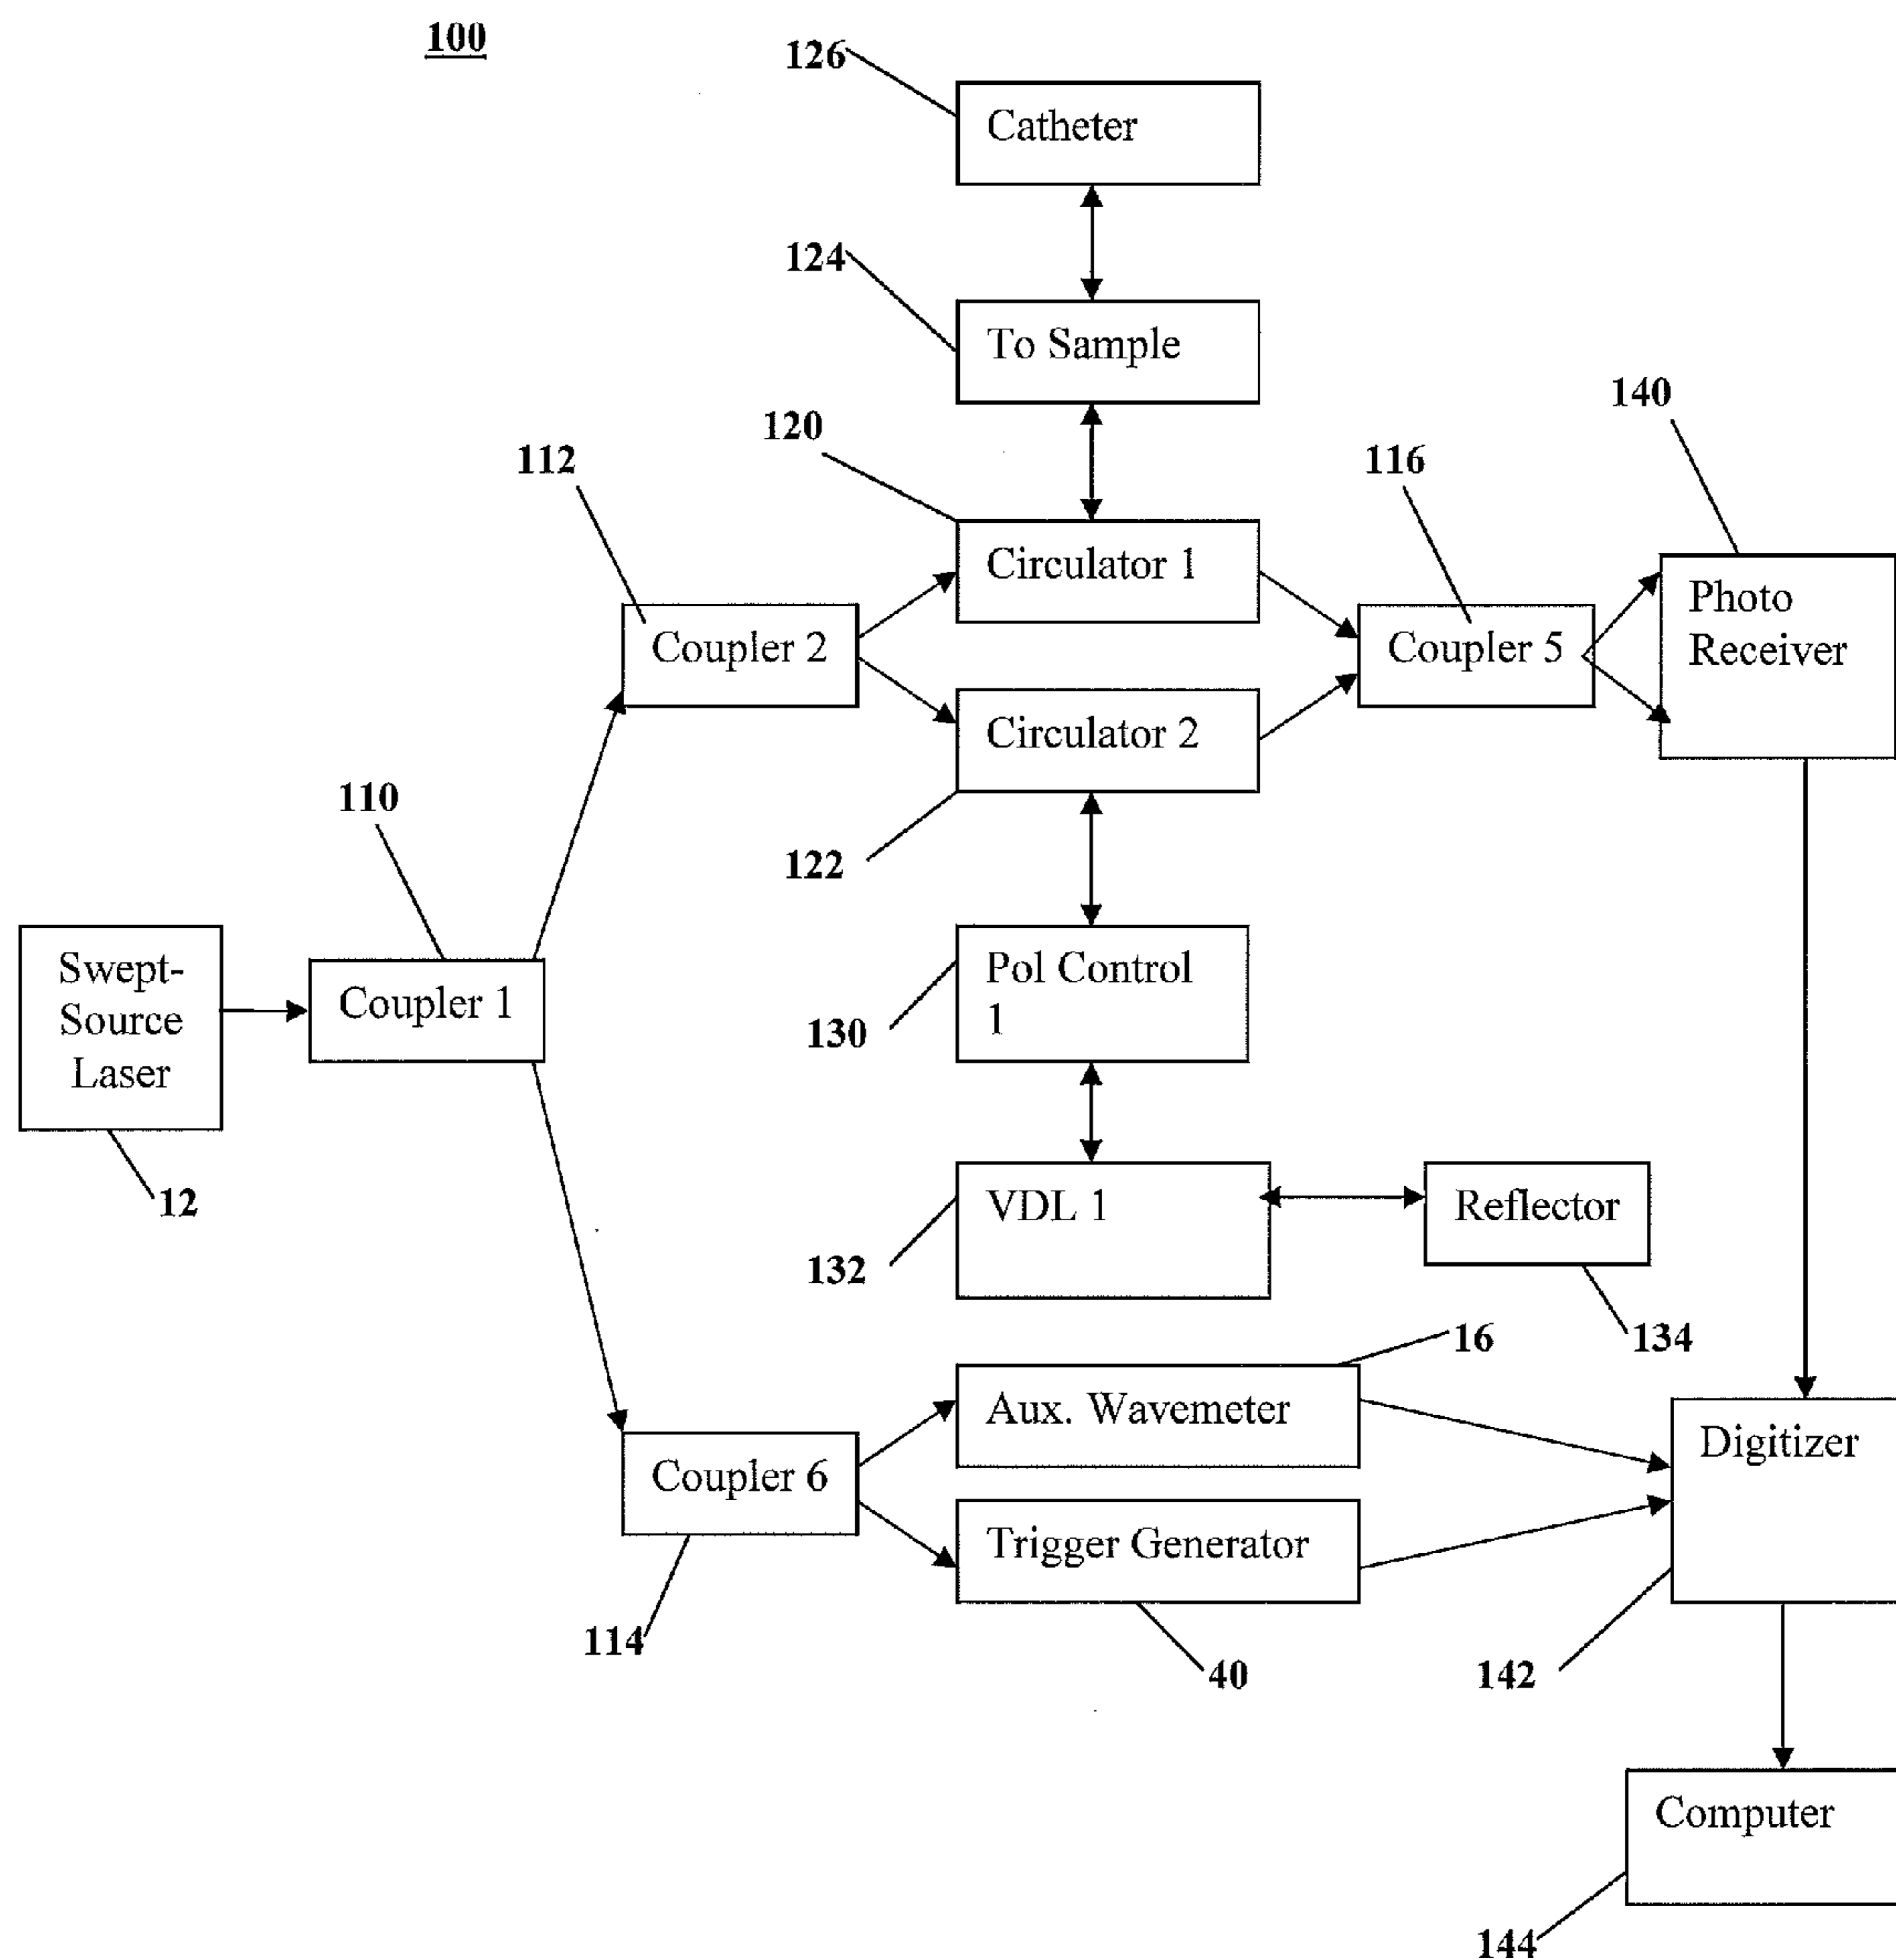 100
126
Catheter
124
To Sample
120
140
112
116
Circulator 1
Photo
Receiver
Coupler 2
Coupler 5
Circulator 2
110
122
Swept-
Source
Laser
Coupler 1
Pol Control
1
130
12
VDL 1
Reflector
132
134
16
Aux. Wavemeter
Digitizer
Coupler 6
Trigger Generator
114
40
142
Computer
144